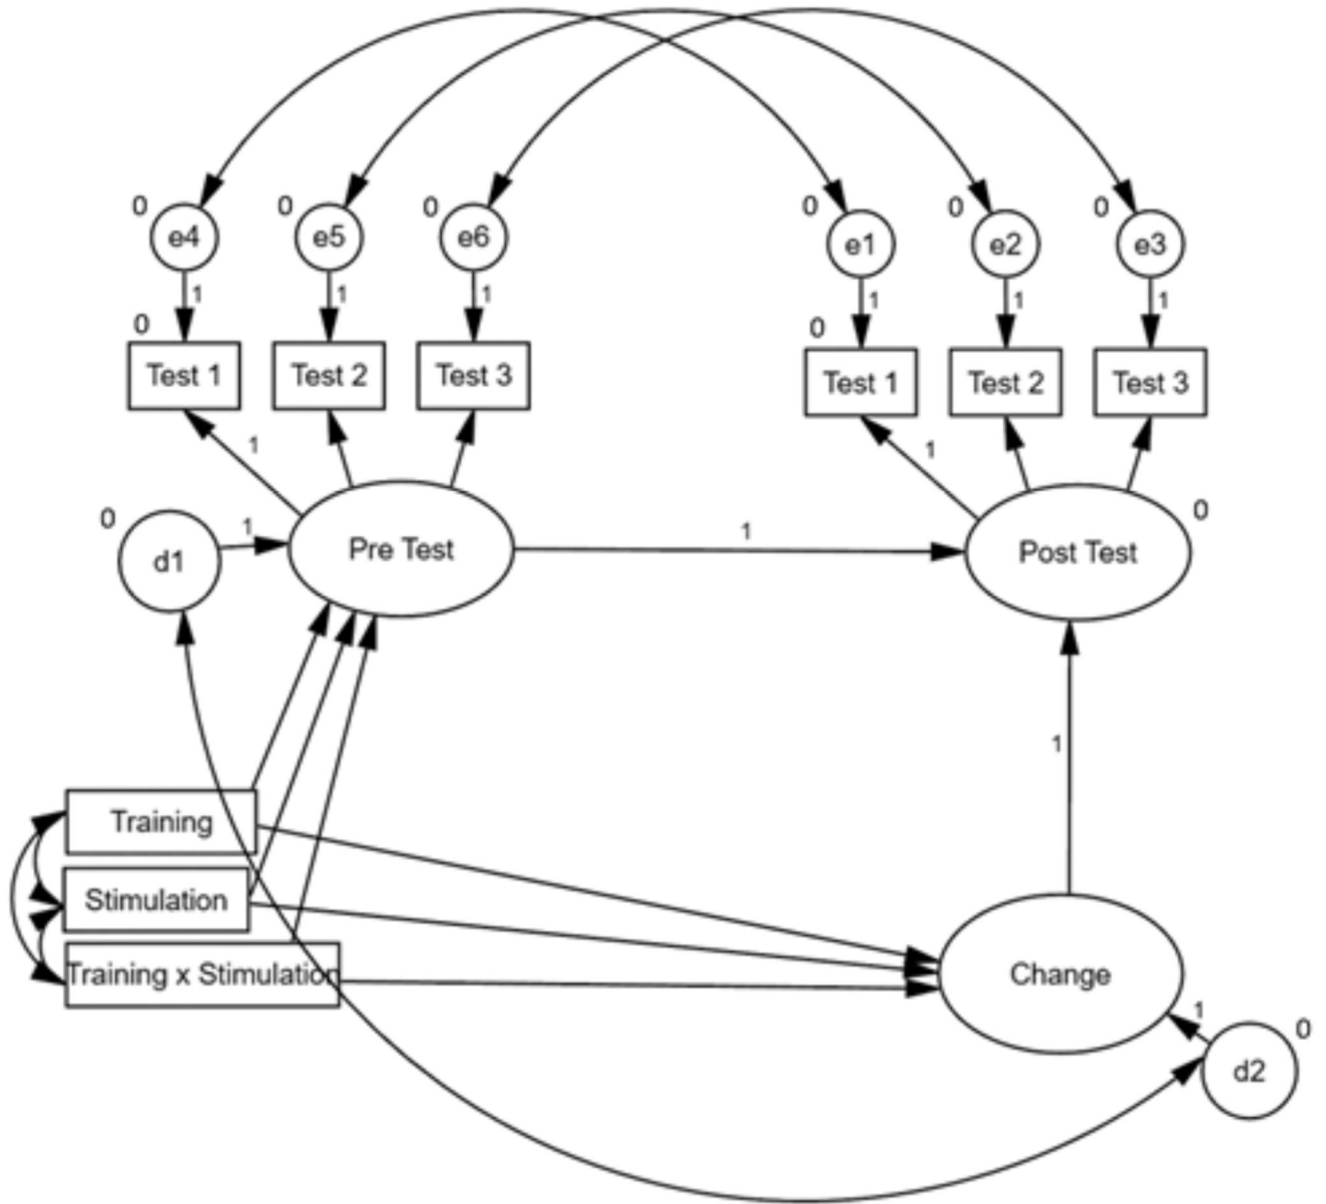 0 0 0 0 0 0
e4 e5 e6 e1 e2 e3
1 1 1 1 1 1
0 0
Test 1 Test 2 Test 3 Test 1 Test 2 Test 3
1 1
0 1 1 0
d1 Pre Test Post Test
1
Training
Stimulation
Training x Stimulation Change
1 0
d2